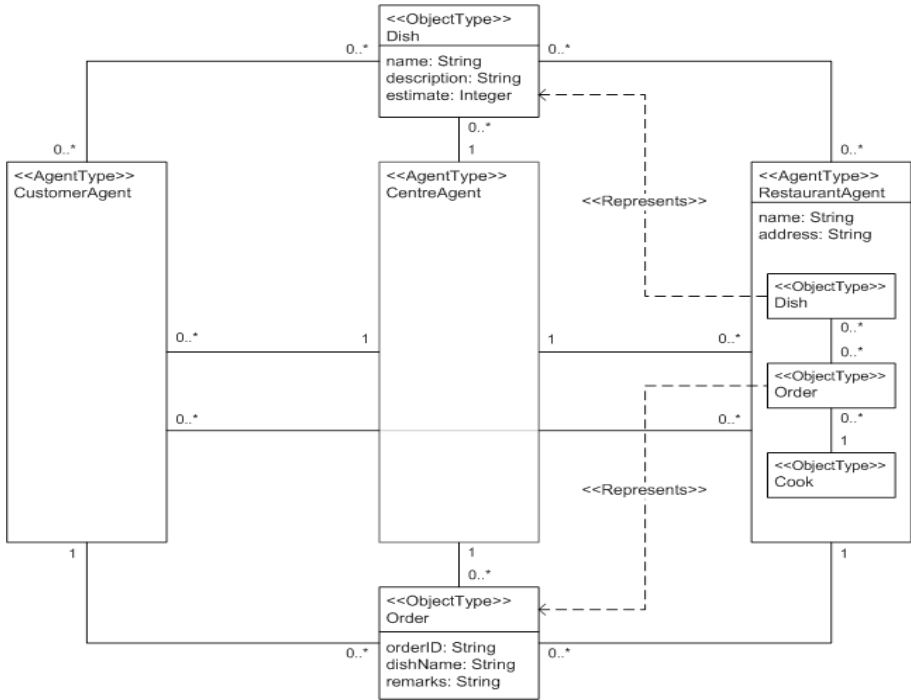 <<ObjectType>>
Dish
name: String
description: String
estimate: Integer
0..*
0..*
0..*
1
0..*
0..*
<<AgentType>>
CustomerAgent
<<AgentType>>
CentreAgent
<<AgentType>>
RestaurantAgent
name: String
address: String
<<Represents>>
<<ObjectType>>
Dish
0..*
0..*
<<ObjectType>>
Order
0..*
1
<<ObjectType>>
Cook
0..*
1
1
0..*
0..*
0..*
<<Represents>>
1
1
0..*
1
<<ObjectType>>
Order
orderID: String
dishName: String
remarks: String
0..*
0..*